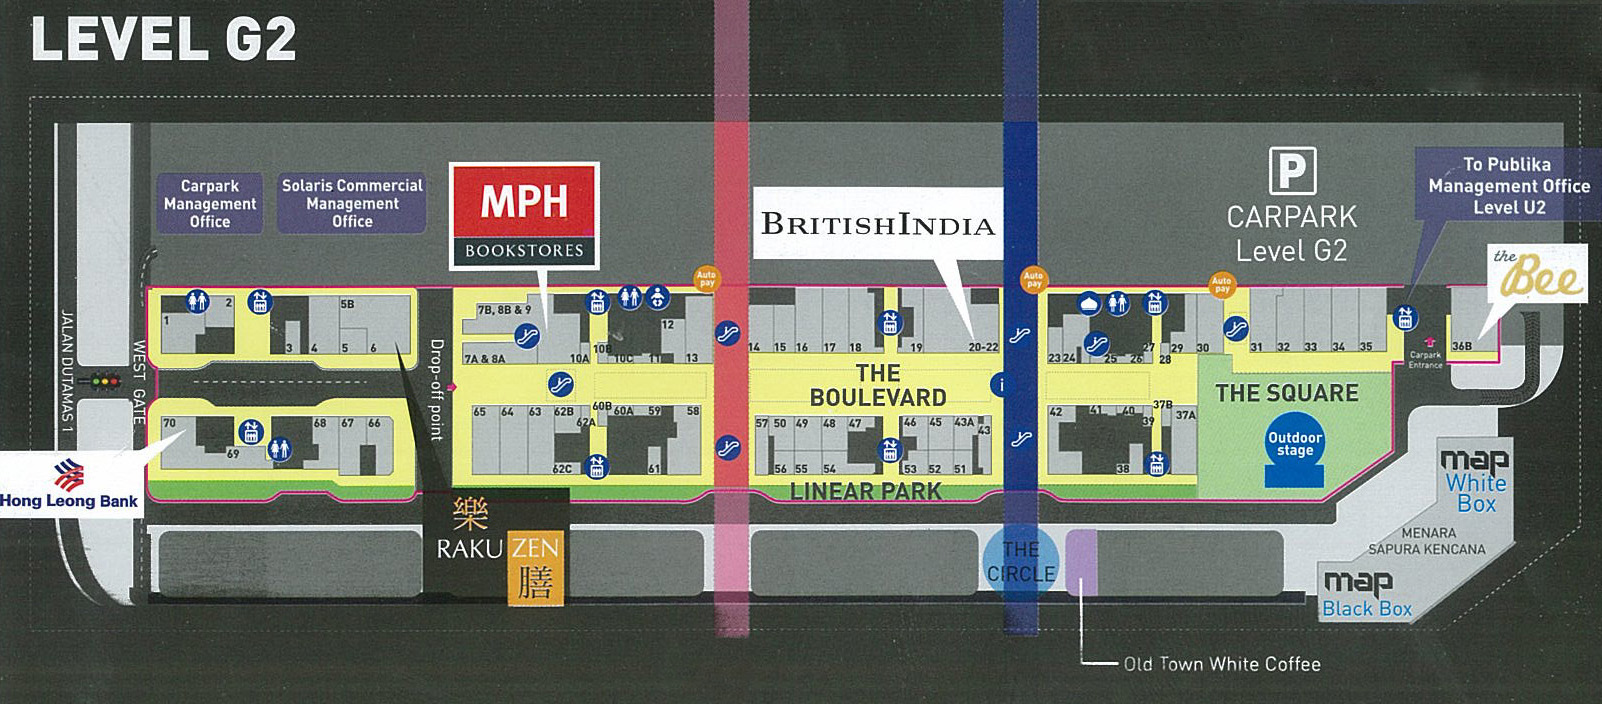 LEVEL G2
Carpark
Management
Office
Solaris Commercial
Management
Office
MPH
BOOKSTORES
BRITISHINDIA
P
CARPARK
Level G2
To Publika
Management Office
Level U2
the
Bee
Auto
pay
Auto
pay
Auto
pay
1
2
3
4
5B
5
6
7B, 8B & 9
7A & 8A
10A
10B
10C
11
12
13
14
15
16
17
18
19
20-22
23
24
25
26
27
28
29
30
31
32
33
34
35
36B
Carpark
Entrance
JALAN DUTAMAS 1
WEST GATE
Drop-off point
THE
BOULEVARD
i
THE SQUARE
Outdoor
stage
70
69
68
67
66
65
64
63
62B
62A
62C
60B
60A
59
58
61
57
50
49
48
47
56
55
54
46
45
43A
43
53
52
51
42
41
40
39
37B
37A
38
LINEAR PARK
Hong Leong Bank
樂
RAKU
ZEN
膳
THE
CIRCLE
map
White
Box
MENARA
SAPURA KENCANA
map
Black Box
Old Town White Coffee